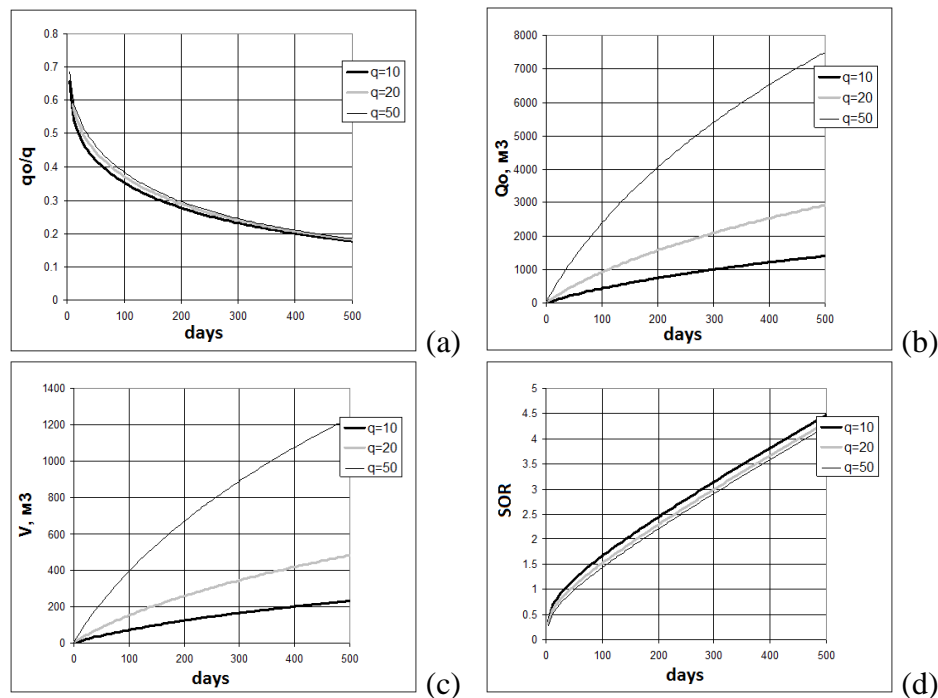 0.8
0.7
0.6
0.5
0.4
0.3
0.2
0.1
0
qo/q
0 100 200 300 400 500
days
q=10
q=20
q=50
(a)
8000
7000
6000
5000
4000
3000
2000
1000
0
Qo, м3
0 100 200 300 400 500
days
q=10
q=20
q=50
(b)
1400
1200
1000
800
600
400
200
0
V, м3
0 100 200 300 400 500
days
q=10
q=20
q=50
(c)
5
4.5
4
3.5
3
2.5
2
1.5
1
0.5
0
SOR
0 100 200 300 400 500
days
q=10
q=20
q=50
(d)